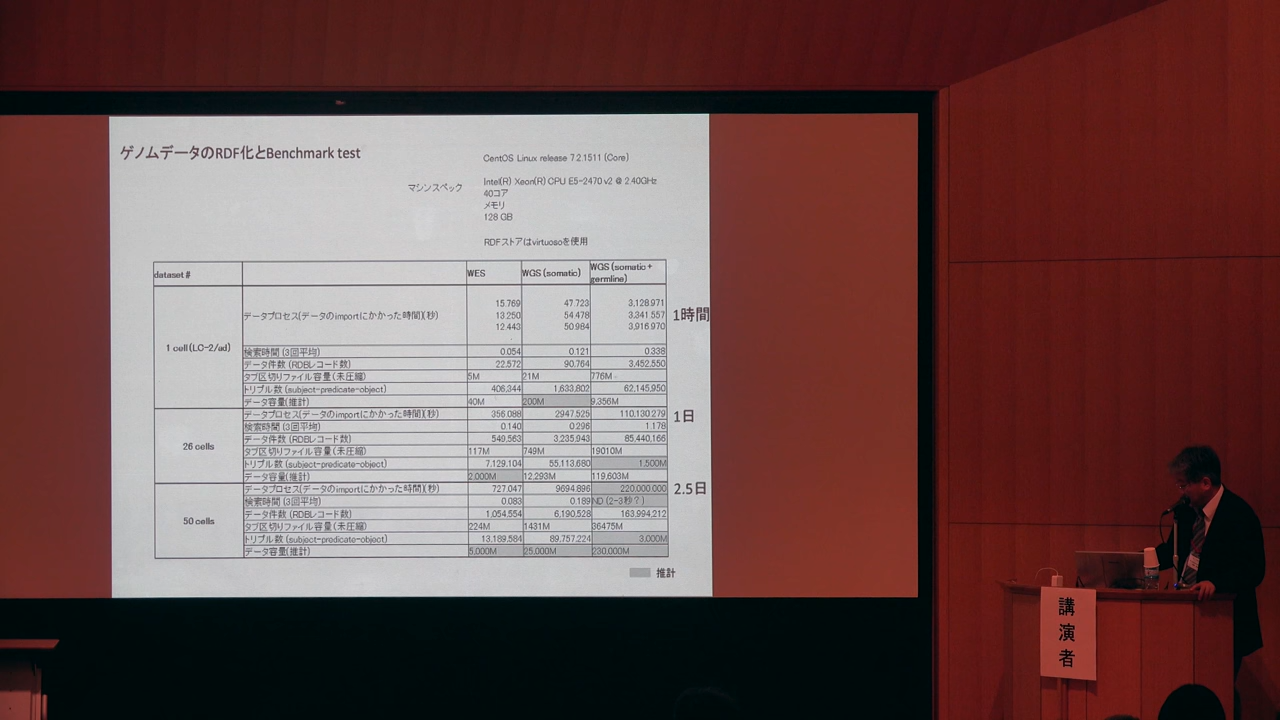 ゲノムデータのRDF化とBenchmark test
CentOS Linux release 7.2.1511 (Core)
マシンスペック
Intel(R) Xeon(R) CPU E5-2470 v2 @ 2.40GHz
40コア
メモリ
128 GB
RDFストアはvirtuosoを使用
dataset # WES WGS (somatic) WGS (somatic + germline)
1 cell (LC-2/ad)
データプロセス(データのimportにかかった時間)(秒)
15.769 47.723 3,128.971
13.250 54.478 3,341.557
12.443 50.984 3,916.970
1時間
検索時間 (3回平均) 0.054 0.121 0.338
データ件数 (RDBレコード数) 22,572 90,764 3,452,550
タブ区切りファイル容量 (未圧縮) 5M 21M 776M
トリプル数 (subject-predicate-object) 406,344 1,633,802 62,145,950
データ容量(推計) 40M 200M 9,356M
26 cells
データプロセス(データのimportにかかった時間)(秒) 356.088 2947.525 110,130.279
1日
検索時間 (3回平均) 0.140 0.296 1.178
データ件数 (RDBレコード数) 549,563 3,235,943 85,440,166
タブ区切りファイル容量 (未圧縮) 117M 749M 19010M
トリプル数 (subject-predicate-object) 7,129,104 55,113,680 1,500M
データ容量(推計) 2,000M 12,293M 119,603M
50 cells
データプロセス(データのimportにかかった時間)(秒) 727.047 9694.896 220,000.000
2.5日
検索時間 (3回平均) 0.083 0.189 ND (2-3秒?)
データ件数 (RDBレコード数) 1,054,554 6,190,528 163,994,212
タブ区切りファイル容量 (未圧縮) 224M 1431M 36475M
トリプル数 (subject-predicate-object) 13,189,584 89,757,224 3,000M
データ容量(推計) 5,000M 25,000M 230,000M
推計
講演者